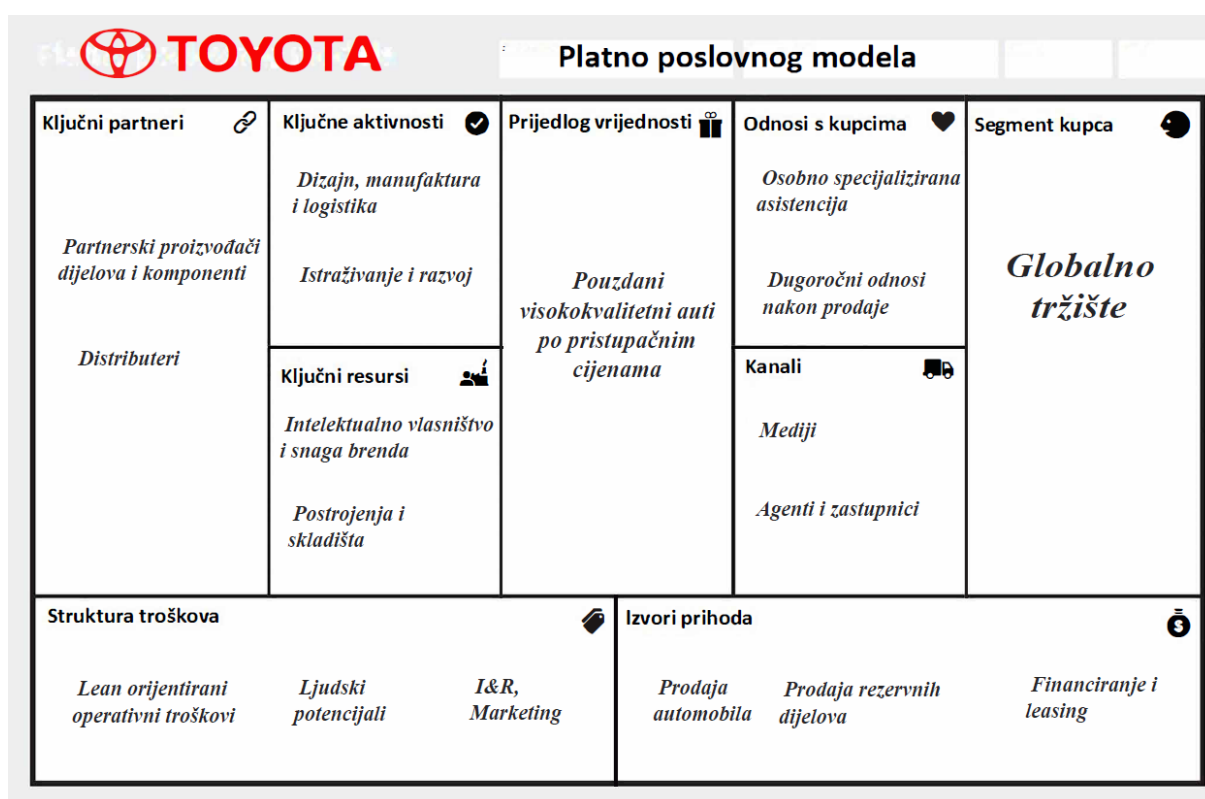 TOYOTA
Platno poslovnog modela
Ključni partneri
Partnerski proizvođači
dijelova i komponenti
Distributeri
Ključne aktivnosti
Dizajn, manufaktura
i logistika
Istraživanje i razvoj
Ključni resursi
Intelektualno vlasništvo
i snaga brenda
Postrojenja i
skladišta
Prijedlog vrijednosti
Pouzdani
visokokvalitetni auti
po pristupačnim
cijenama
Odnosi s kupcima
Osobno specijalizirana
asistencija
Dugoročni odnosi
nakon prodaje
Kanali
Mediji
Agenti i zastupnici
Segment kupca
Globalno
tržište
Struktura troškova
Lean orijentirani
operativni troškovi
Ljudski
potencijali
I&R,
Marketing
Izvori prihoda
Prodaja
automobila
Prodaja rezervnih
dijelova
Financiranje i
leasing